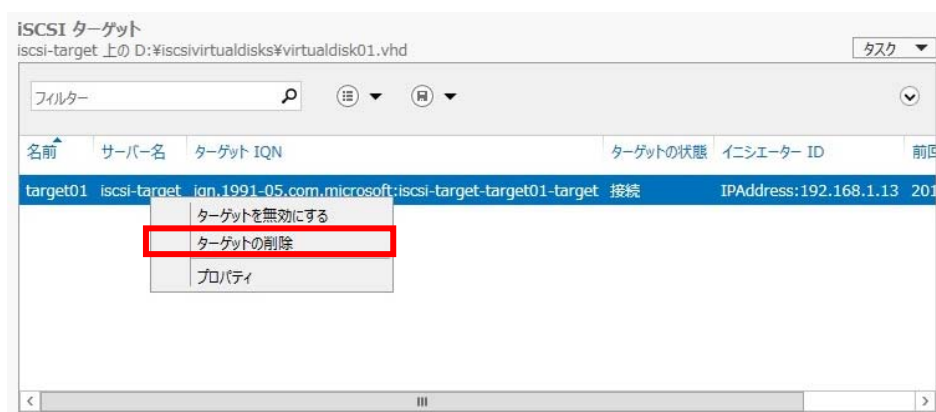 iSCSI ターゲット
iscsi-target 上の D:¥iscsivirtualdisks¥virtualdisk01.vhd
タスク
フィルター
名前 サーバー名 ターゲット IQN ターゲットの状態 イニシエーター ID 前回
target01 iscsi-target iqn.1991-05.com.microsoft:iscsi-target-target01-target 接続 IPAddress:192.168.1.13 201
ターゲットを無効にする
ターゲットの削除
プロパティ